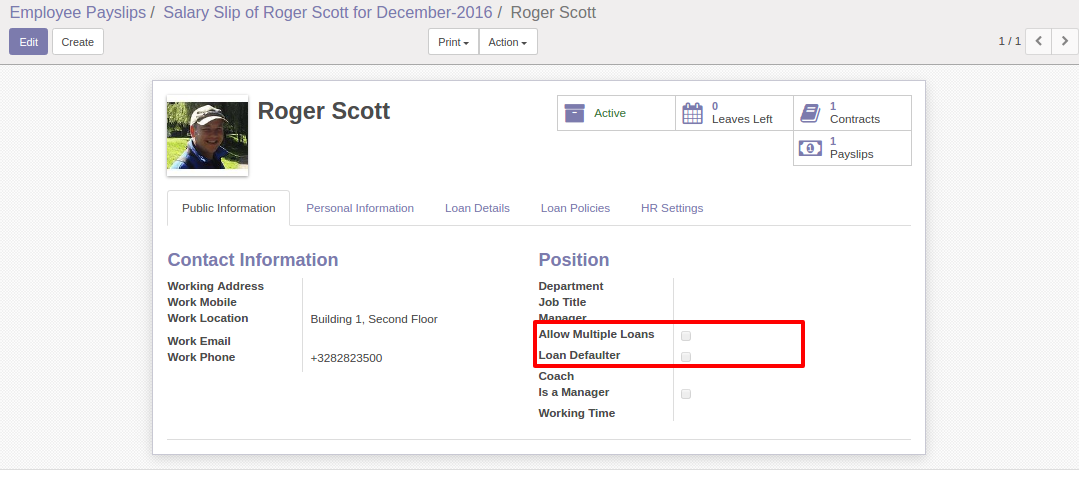 Employee Payslips / Salary Slip of Roger Scott for December-2016 / Roger Scott
Edit Create Print Action 1 / 1
Roger Scott
Active
0 Leaves Left
1 Contracts
1 Payslips
Public Information Personal Information Loan Details Loan Policies HR Settings
Contact Information
Working Address
Work Mobile
Work Location Building 1, Second Floor
Work Email
Work Phone +3282823500
Position
Department
Job Title
Manager
Allow Multiple Loans
Loan Defaulter
Coach
Is a Manager
Working Time